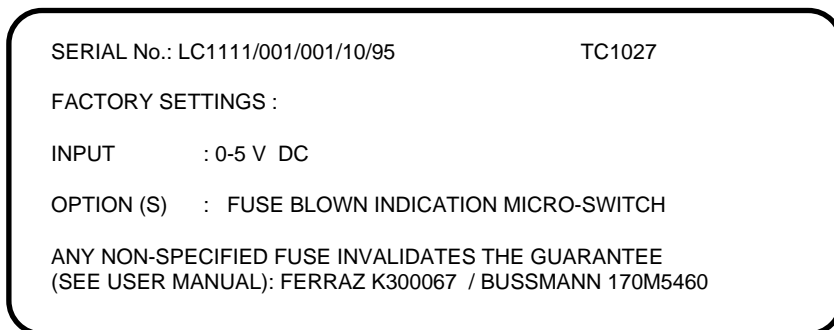 SERIAL No.: LC1111/001/001/10/95 TC1027
FACTORY SETTINGS :
INPUT : 0-5 V DC
OPTION (S) : FUSE BLOWN INDICATION MICRO-SWITCH
ANY NON-SPECIFIED FUSE INVALIDATES THE GUARANTEE
(SEE USER MANUAL): FERRAZ K300067 / BUSSMANN 170M5460